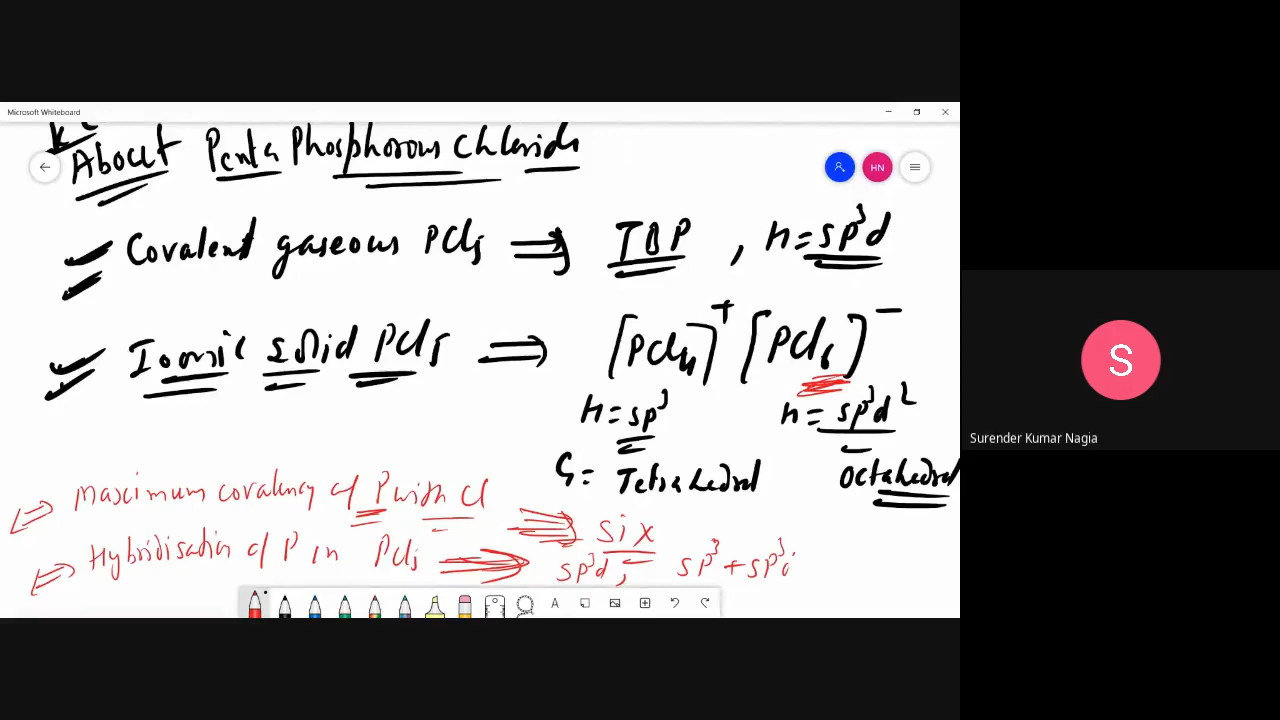 Microsoft Whiteboard
About Penta Phosphorous Chloride
HN
Covalent gaseous PCl5 ⇒ TBP, h = sp³d
Ionic solid PCl5 ⇒ [PCl4]⁺ [PCl6]⁻
h = sp³ h = sp³d²
G = Tetrahedral Octahedral
Maximum covalency of P with Cl ⇒ six
Hybridisation of P in PCl5 ⇒ sp³d, sp³ + sp³
A
S
Surender Kumar Nagia